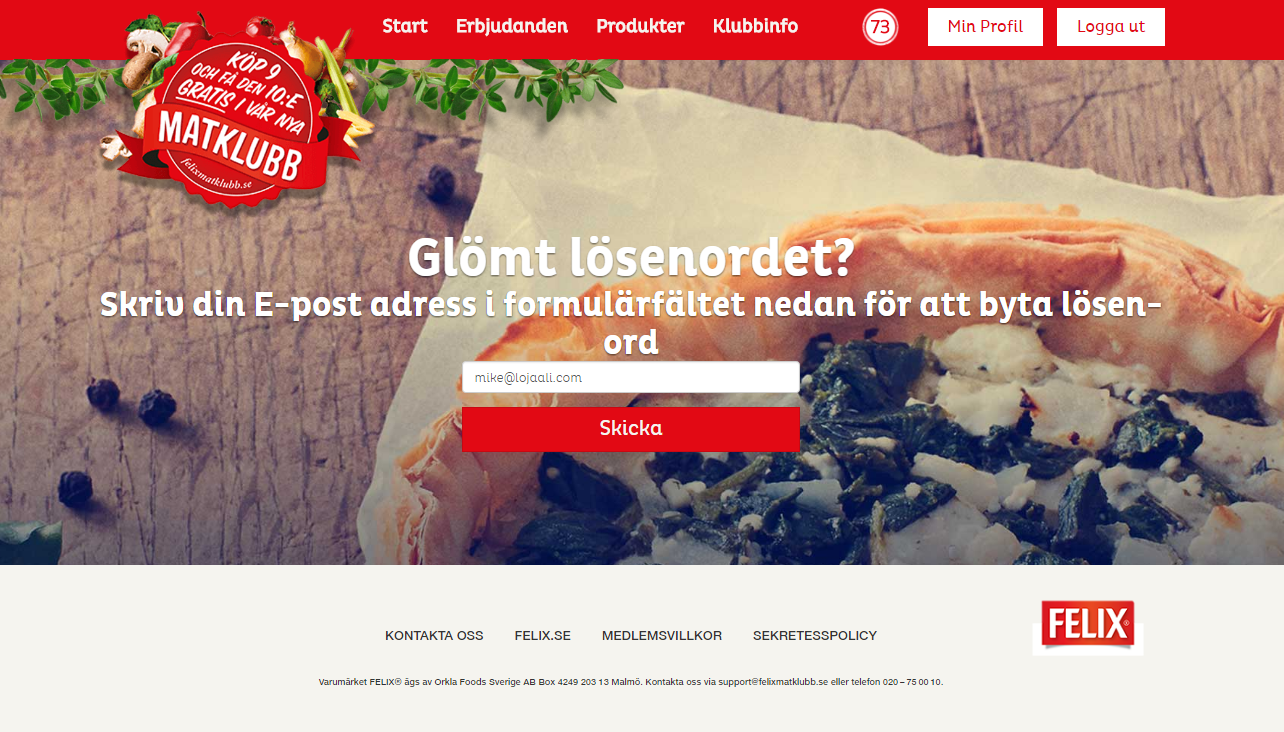 Start Erbjudanden Produkter Klubbinfo 73 Min Profil Logga ut
KÖP 9
OCH FÅ DEN 10:E
GRATIS I VÅR NYA
MATKLUBB
felixmatklubb.se
Glömt lösenordet?
Skriv din E-post adress i formulärfältet nedan för att byta lösen-
ord
mike@lojaali.com
Skicka
FELIX®
KONTAKTA OSS FELIX.SE MEDLEMSVILLKOR SEKRETESSPOLICY
Varumärket FELIX® ägs av Orkla Foods Sverige AB Box 4249 203 13 Malmö. Kontakta oss via support@felixmatklubb.se eller telefon 020 – 75 00 10.